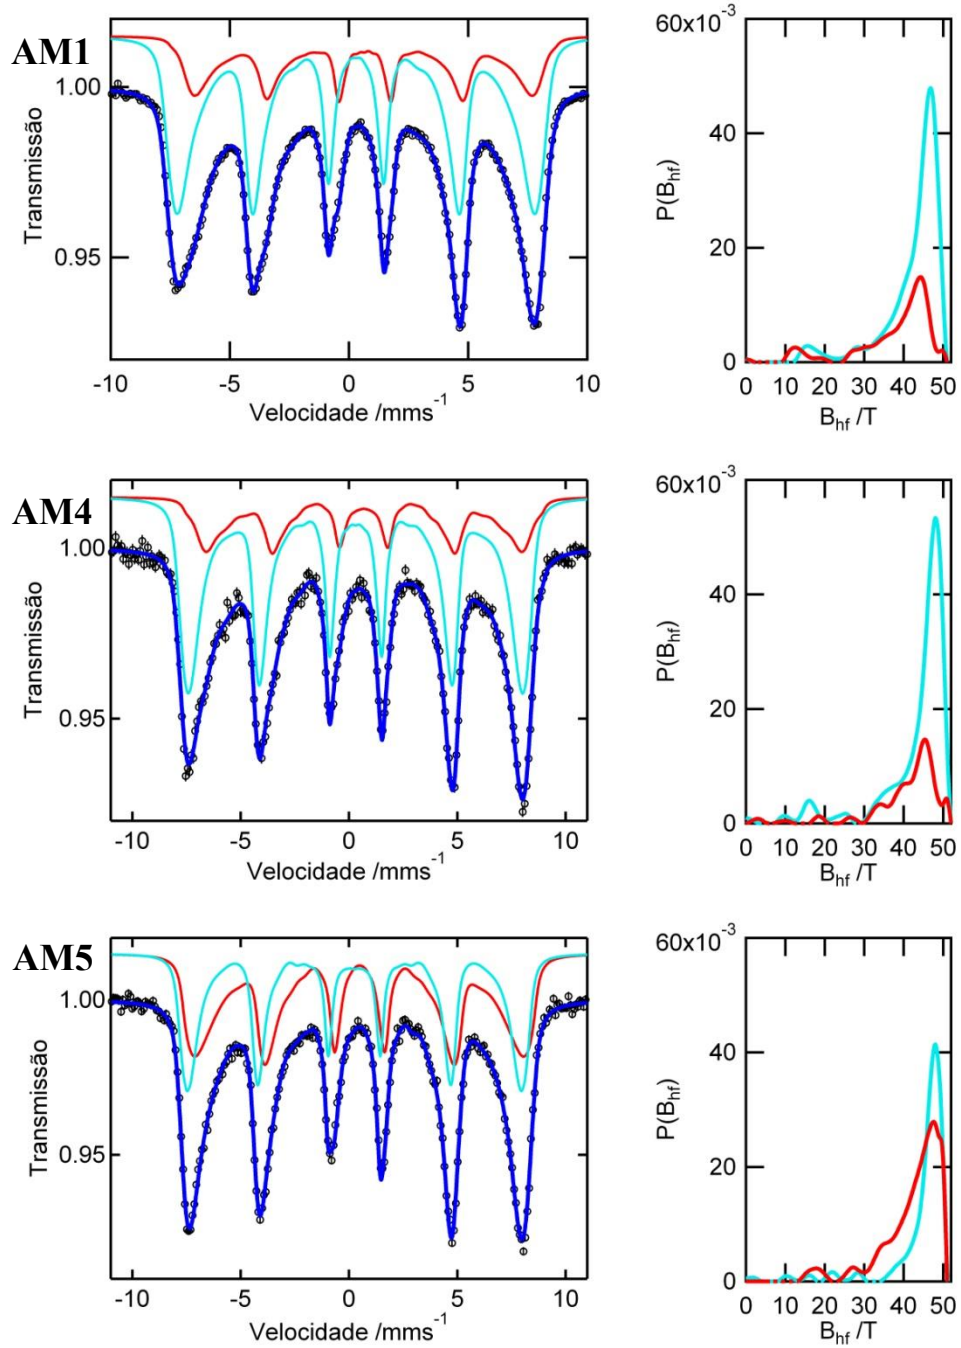 AM1
Transmissão
1.00
0.95
-10
-5
0
5
10
Velocidade /mms⁻¹
60x10⁻³
40
20
0
P(Bhf)
0 10 20 30 40 50
Bhf /T
AM4
Transmissão
1.00
0.95
-10
-5
0
5
10
Velocidade /mms⁻¹
60x10⁻³
40
20
0
P(Bhf)
0 10 20 30 40 50
Bhf /T
AM5
Transmissão
1.00
0.95
-10
-5
0
5
10
Velocidade /mms⁻¹
60x10⁻³
40
20
0
P(Bhf)
0 10 20 30 40 50
Bhf /T